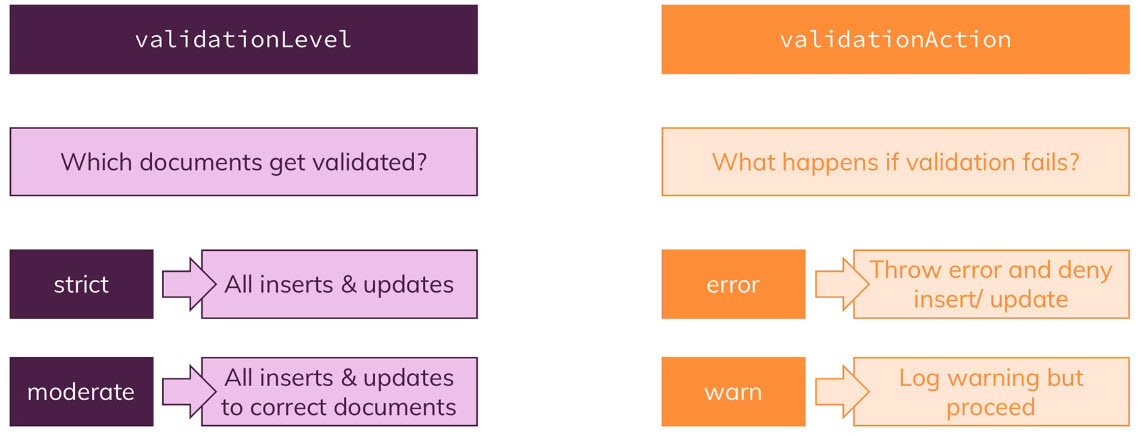 validationLevel
Which documents get validated?
strict
All inserts & updates
moderate
All inserts & updates
to correct documents
validationAction
What happens if validation fails?
error
Throw error and deny
insert/ update
warn
Log warning but
proceed